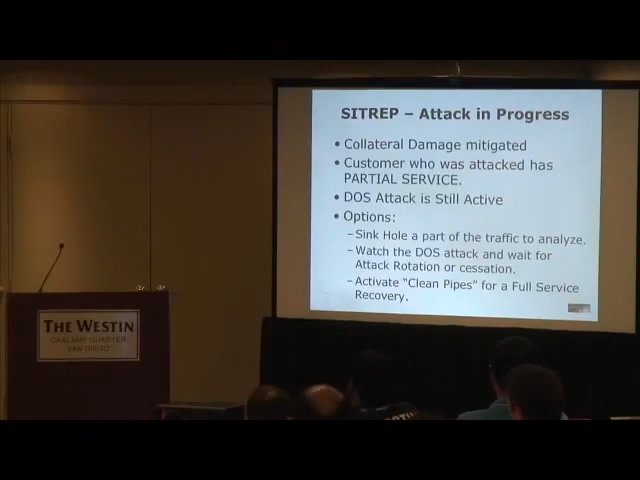 SITREP – Attack in Progress
• Collateral Damage mitigated
• Customer who was attacked has
PARTIAL SERVICE.
• DOS Attack is Still Active
• Options:
–Sink Hole a part of the traffic to analyze.
–Watch the DOS attack and wait for
Attack Rotation or cessation.
–Activate “Clean Pipes” for a Full Service
Recovery.
THE WESTIN
GASLAMP QUARTER
SAN DIEGO